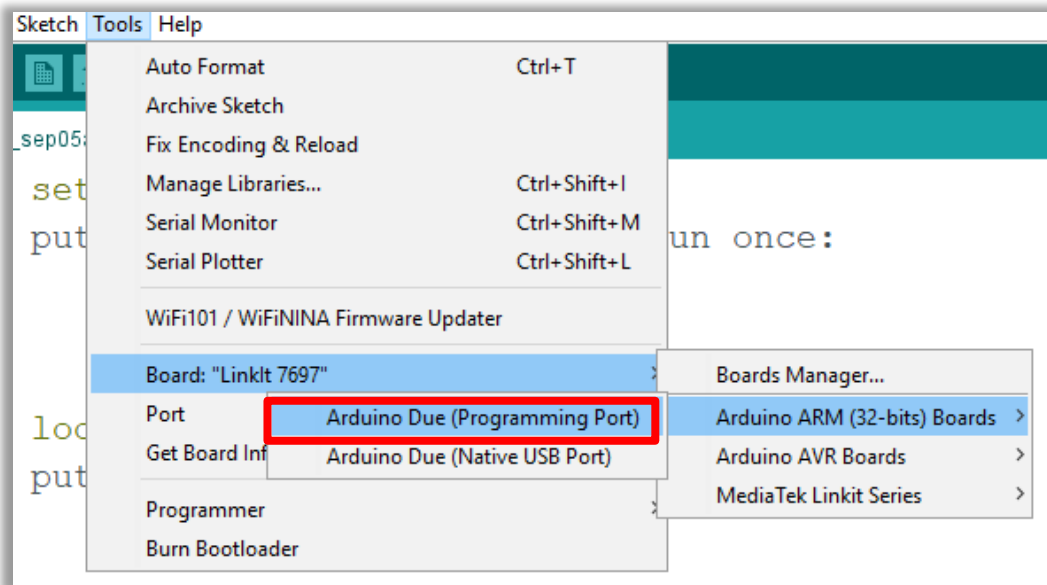 Sketch Tools Help
Auto Format Ctrl+T
Archive Sketch
_sep05a
Fix Encoding & Reload
set
Manage Libraries... Ctrl+Shift+I
Serial Monitor Ctrl+Shift+M
put un once:
Serial Plotter Ctrl+Shift+L
WiFi101 / WiFiNINA Firmware Updater
Board: "LinkIt 7697"
Boards Manager...
Port
Arduino Due (Programming Port)
Arduino ARM (32-bits) Boards
loo
Get Board Inf
Arduino Due (Native USB Port)
Arduino AVR Boards
put
MediaTek Linkit Series
Programmer
Burn Bootloader